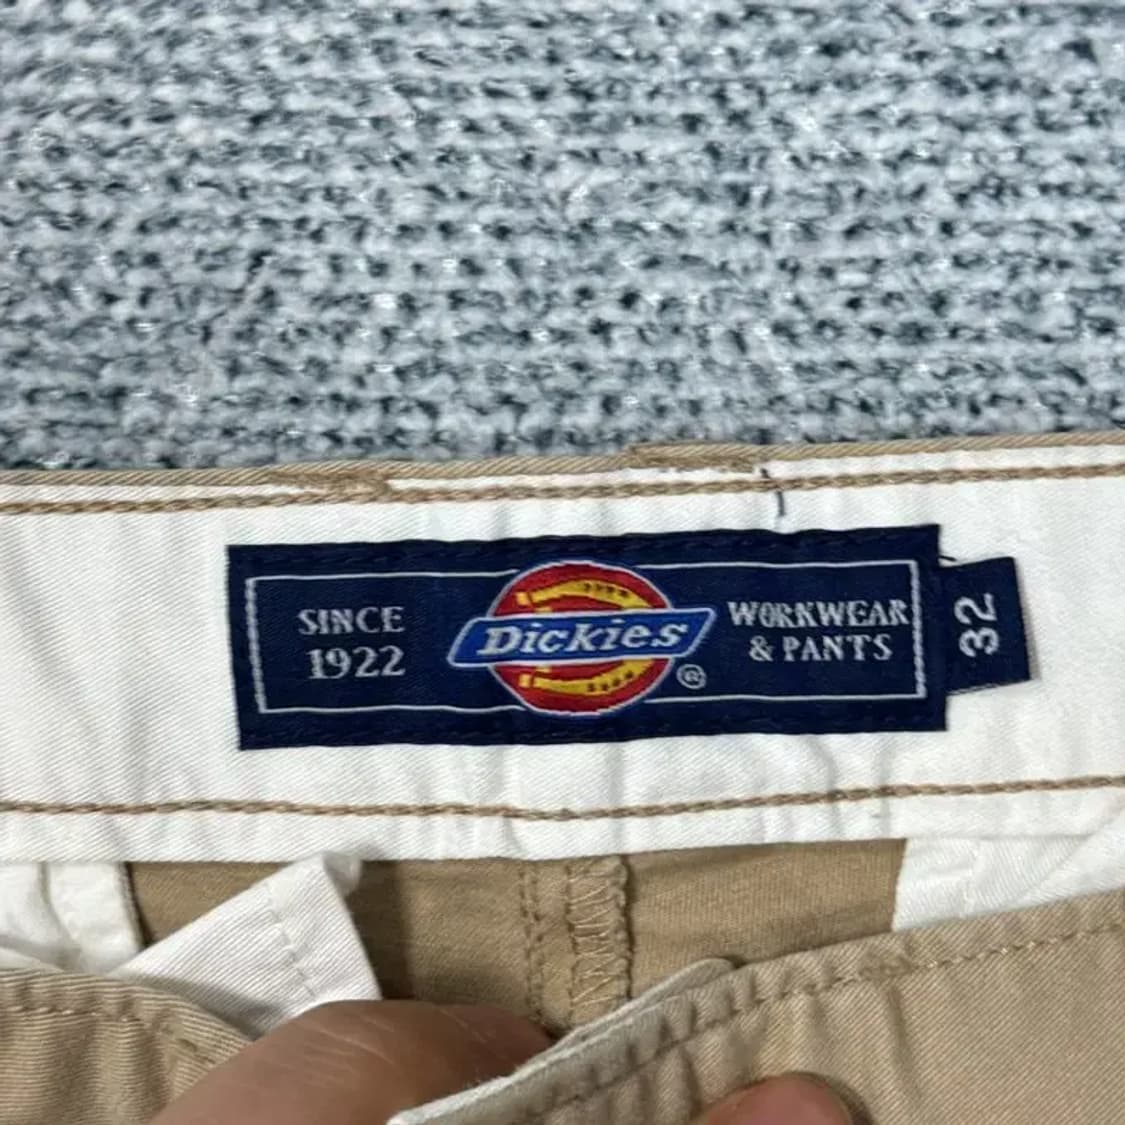 SINCE
1922
Dickies
®
WORKWEAR
& PANTS
32